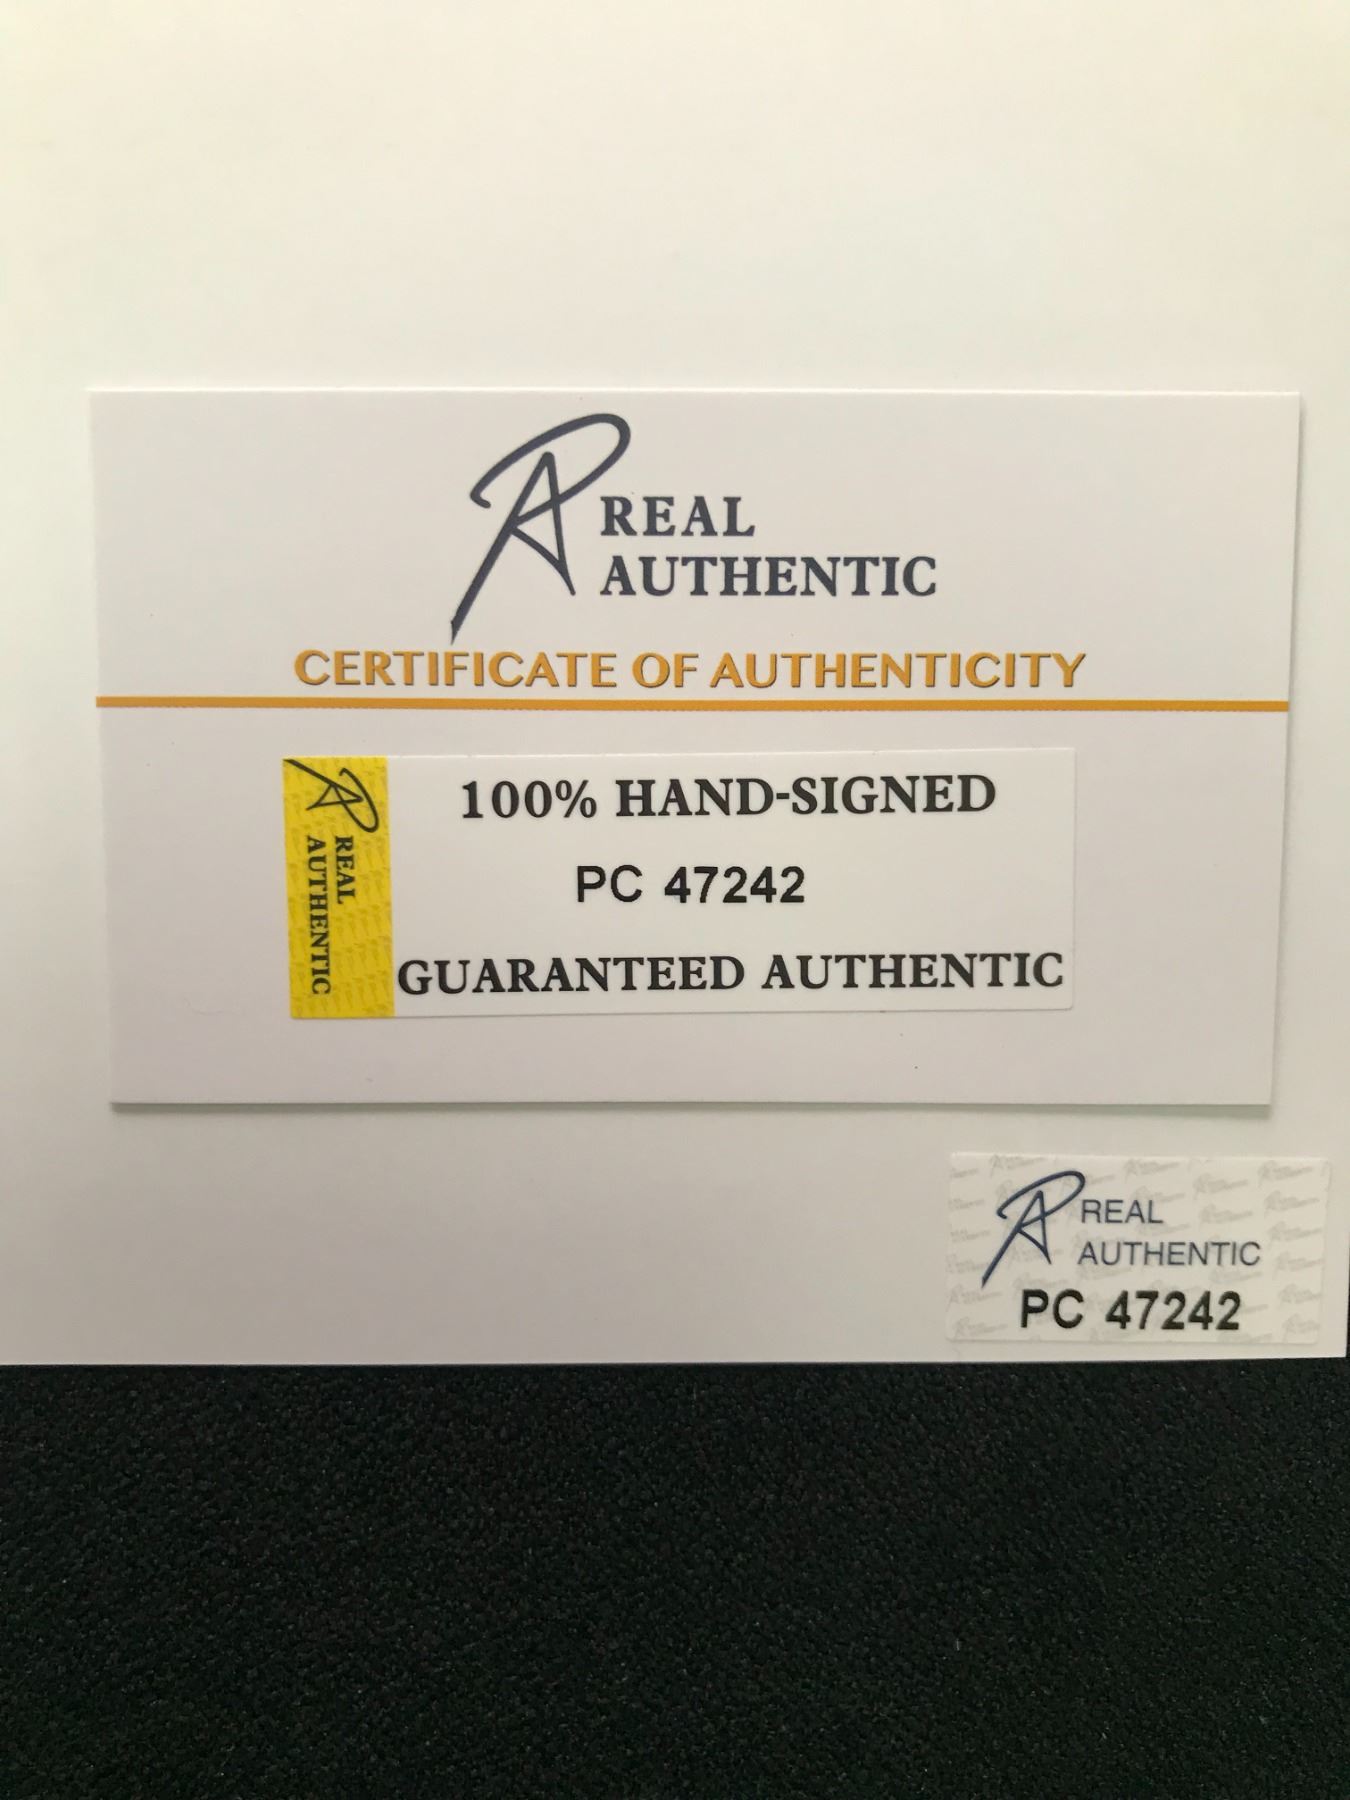 REAL
AUTHENTIC
CERTIFICATE OF AUTHENTICITY
REAL
AUTHENTIC
100% HAND-SIGNED
PC 47242
GUARANTEED AUTHENTIC
REAL
AUTHENTIC
PC 47242